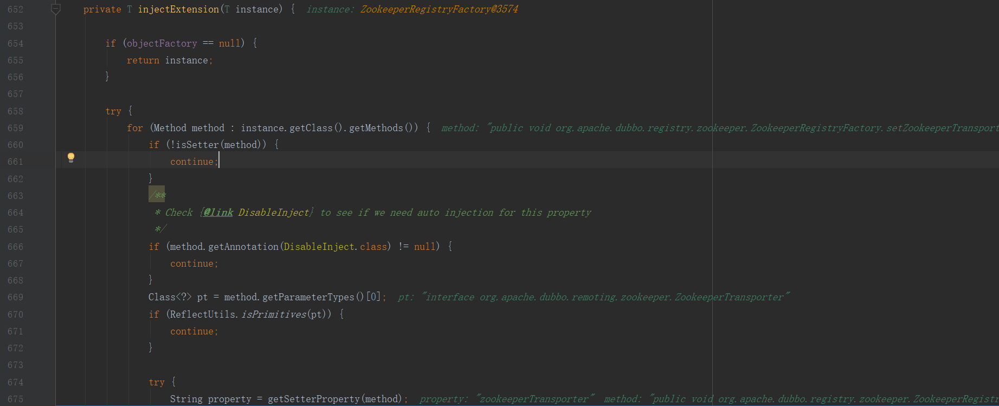 652 private T injectExtension(T instance) { instance: ZookeeperRegistryFactory@3574
653
654 if (objectFactory == null) {
655 return instance;
656 }
657
658 try {
659 for (Method method : instance.getClass().getMethods()) { method: "public void org.apache.dubbo.registry.zookeeper.ZookeeperRegistryFactory.setZookeeperTransport
660 if (!isSetter(method)) {
661 continue;
662 }
663 /**
664 * Check {@link DisableInject} to see if we need auto injection for this property
665 */
666 if (method.getAnnotation(DisableInject.class) != null) {
667 continue;
668 }
669 Class<?> pt = method.getParameterTypes()[0]; pt: "interface org.apache.dubbo.remoting.zookeeper.ZookeeperTransporter"
670 if (ReflectUtils.isPrimitives(pt)) {
671 continue;
672 }
673
674 try {
675 String property = getSetterProperty(method); property: "zookeeperTransporter" method: "public void org.apache.dubbo.registry.zookeeper.ZookeeperRegistr